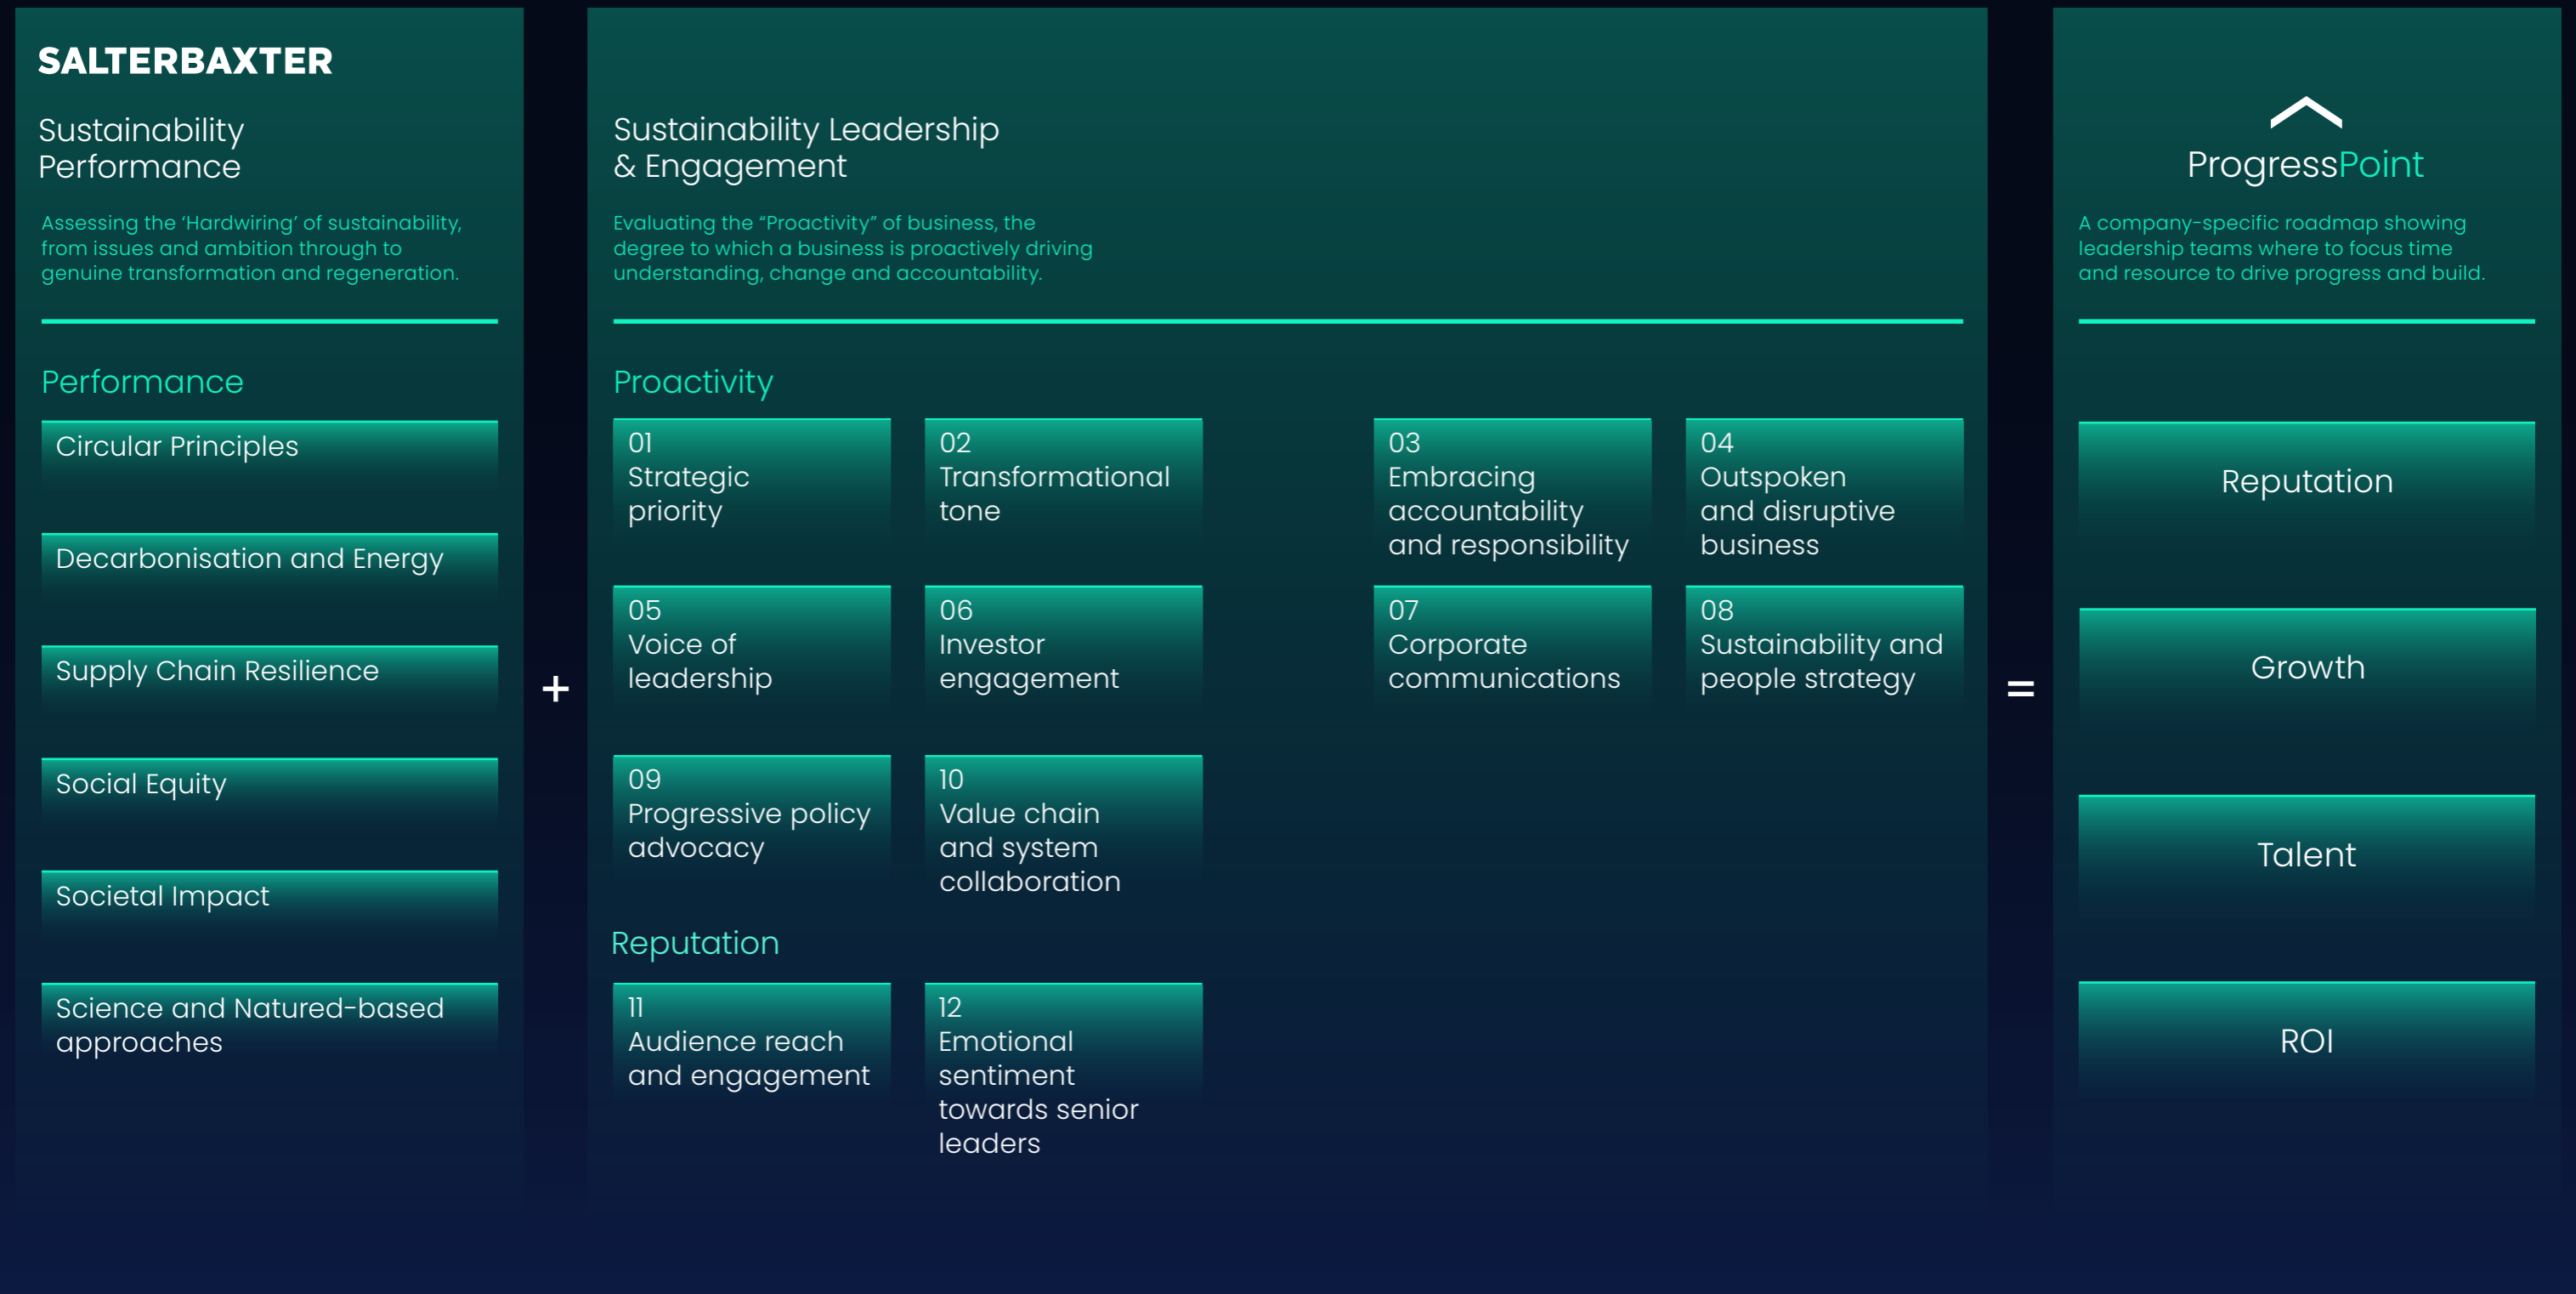 SALTERBAXTER
Sustainability
Performance
Assessing the ‘Hardwiring’ of sustainability,
from issues and ambition through to
genuine transformation and regeneration.
Performance
Circular Principles
Decarbonisation and Energy
Supply Chain Resilience
Social Equity
Societal Impact
Science and Natured-based
approaches
+
Sustainability Leadership
& Engagement
Evaluating the “Proactivity” of business, the
degree to which a business is proactively driving
understanding, change and accountability.
Proactivity
01
Strategic
priority
02
Transformational
tone
03
Embracing
accountability
and responsibility
04
Outspoken
and disruptive
business
05
Voice of
leadership
06
Investor
engagement
07
Corporate
communications
08
Sustainability and
people strategy
09
Progressive policy
advocacy
10
Value chain
and system
collaboration
Reputation
11
Audience reach
and engagement
12
Emotional
sentiment
towards senior
leaders
=
ProgressPoint
A company-specific roadmap showing
leadership teams where to focus time
and resource to drive progress and build.
Reputation
Growth
Talent
ROI